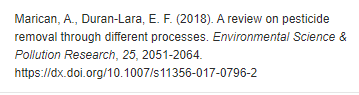 Marican, A., Duran-Lara, E. F. (2018). A review on pesticide
removal through different processes. Environmental Science &
Pollution Research, 25, 2051-2064.
https://dx.doi.org/10.1007/s11356-017-0796-2